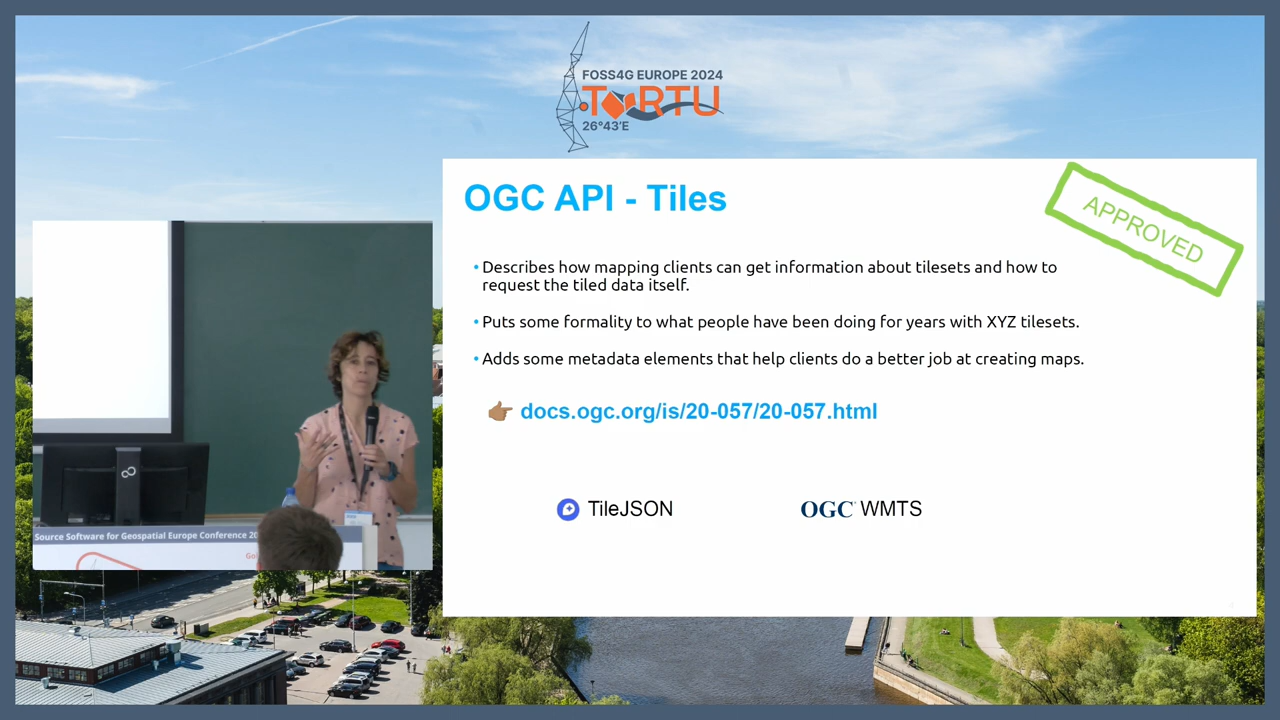 FOSS4G EUROPE 2024
TARTU
26°43'E
OGC API - Tiles
APPROVED
• Describes how mapping clients can get information about tilesets and how to
request the tiled data itself.
• Puts some formality to what people have been doing for years with XYZ tilesets.
• Adds some metadata elements that help clients do a better job at creating maps.
docs.ogc.org/is/20-057/20-057.html
TileJSON
OGC WMTS
Source Software for Geospatial Europe Conference 20